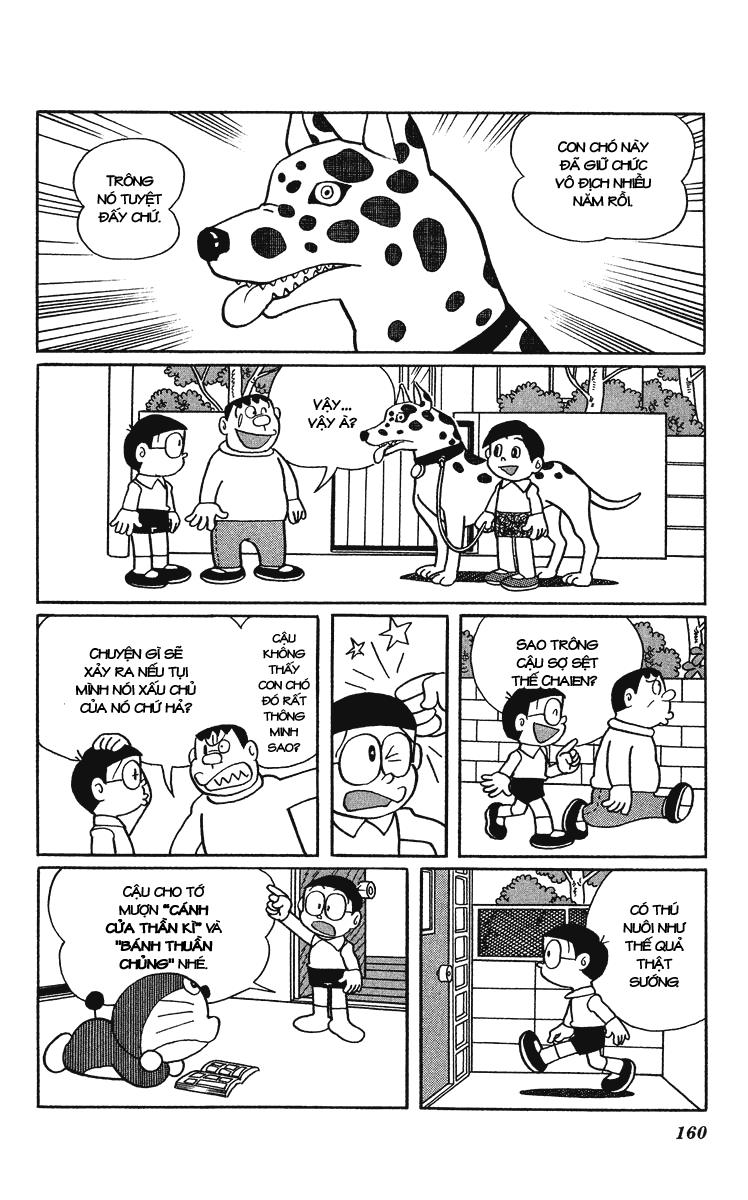 CON CHÓ NÀY
ĐÃ GIỮ CHỨC
VÔ ĐỊCH NHIỀU
NĂM RỒI.
TRÔNG
NÓ TUYỆT
ĐẤY CHỨ.
VẬY...
VẬY À?
CHUYỆN GÌ SẼ
XẢY RA NẾU TỤI
MÌNH NÓI XẤU CHỦ
CỦA NÓ CHỨ HẢ?
CẬU
KHÔNG
THẤY
CON CHÓ
ĐÓ RẤT
THÔNG
MINH
SAO?
SAO TRÔNG
CẬU SỢ SỆT
THẾ CHAIEN?
CẬU CHO TỚ
MƯỢN "CÁNH
CỬA THẦN KÌ" VÀ
"BÁNH THUẦN
CHỦNG" NHÉ.
CÓ THÚ
NUÔI NHƯ
THẾ QUẢ
THẬT
SƯỚNG.
160